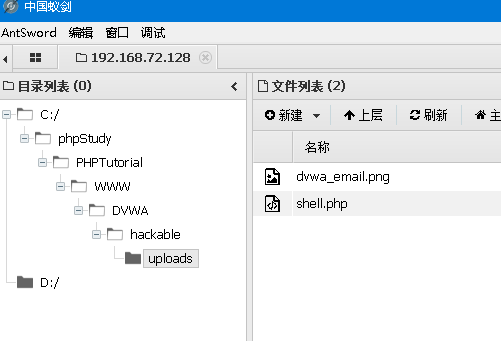 中国蚁剑
AntSword 编辑 窗口 调试
192.168.72.128
目录列表 (0)
文件列表 (2)
新建 上层 刷新 主
名称
C:/
phpStudy
PHPTutorial
WWW
DVWA
hackable
uploads
D:/
dvwa_email.png
shell.php